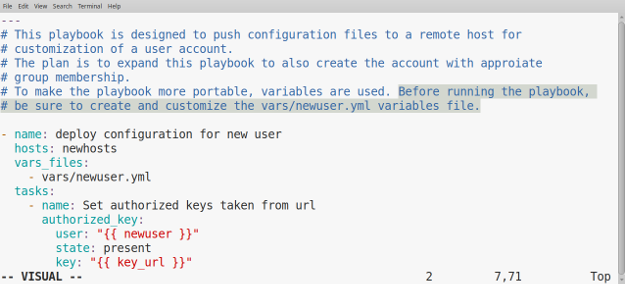 File Edit View Search Terminal Help
---
# This playbook is designed to push configuration files to a remote host for
# customization of a user account.
# The plan is to expand this playbook to also create the account with approiate
# group membership.
# To make the playbook more portable, variables are used. Before running the playbook,
# be sure to create and customize the vars/newuser.yml variables file.
- name: deploy configuration for new user
hosts: newhosts
vars_files:
- vars/newuser.yml
tasks:
- name: Set authorized keys taken from url
authorized_key:
user: "{{ newuser }}"
state: present
key: "{{ key_url }}"
-- VISUAL -- 2 7,71 Top